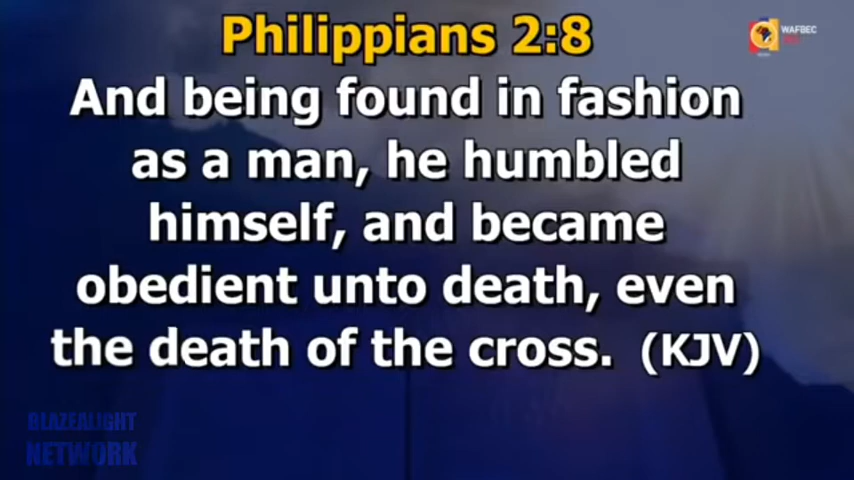 Philippians 2:8
WAFBEC
And being found in fashion
as a man, he humbled
himself, and became
obedient unto death, even
the death of the cross. (KJV)
BLAZEALIGHT
NETWORK